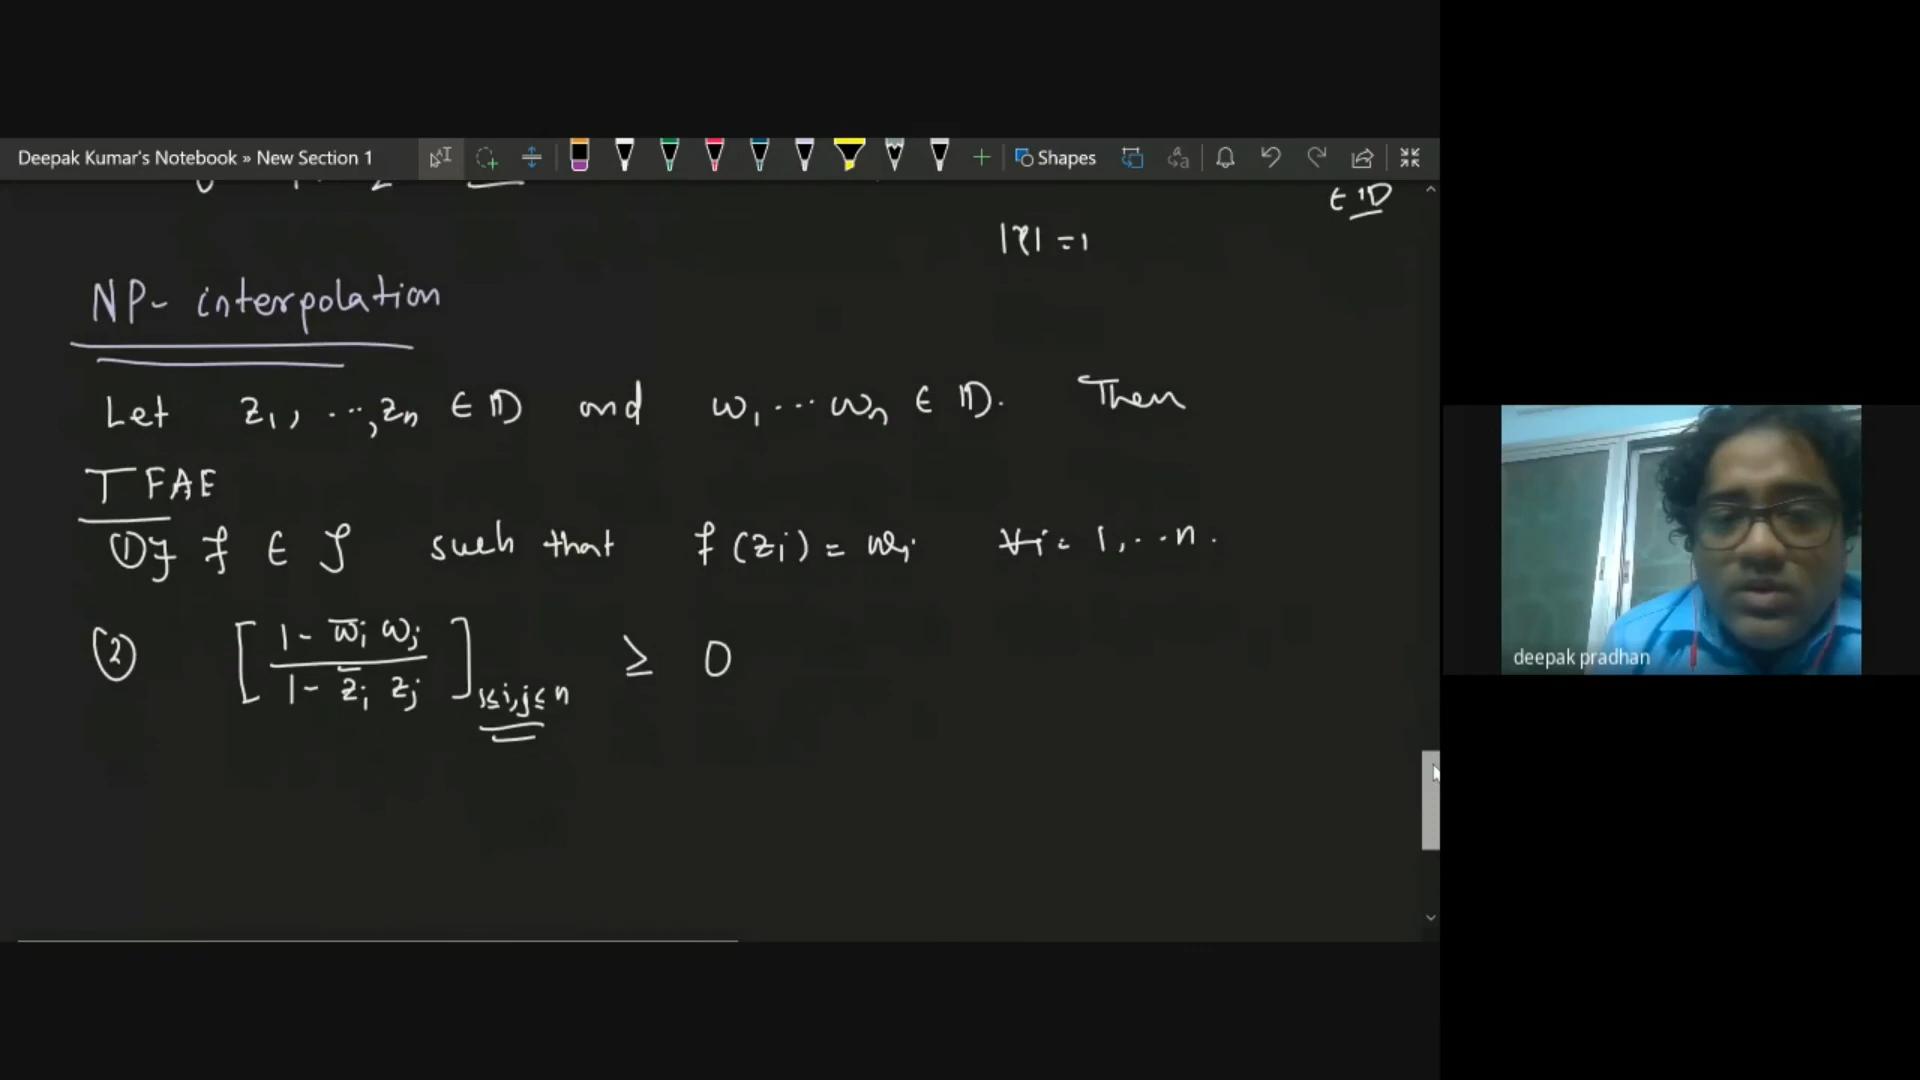 Deepak Kumar's Notebook » New Section 1
Shapes
∈ 𝔻
|η| = 1
NP- interpolation
Let z₁, ..., zₙ ∈ 𝔻 and w₁ ... wₙ ∈ 𝔻. Then
TFAE
① ∃ f ∈ 𝒮 such that f(zᵢ) = wᵢ ∀i = 1, ..n.
② [ (1 - w̄ᵢ wⱼ) / (1 - z̄ᵢ zⱼ) ]₁≤i,j≤n ≥ 0
deepak pradhan